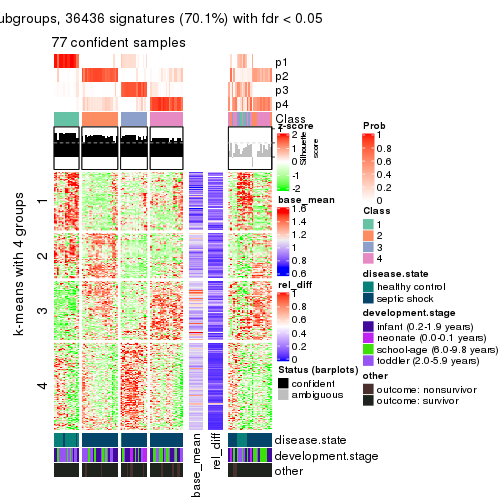 ubgroups, 36436 signatures (70.1%) with fdr < 0.05
77 confident samples
p1
p2
p3
p4
Class
z-score
2
1
0
-1
-2
Silhouette
score
base_mean
1.6
1.4
1.2
1
0.8
0.6
rel_diff
1
0.8
0.6
0.4
0.2
0
Status (barplots)
confident
ambiguous
Prob
1
0.8
0.6
0.4
0.2
0
Class
1
2
3
4
disease.state
healthy control
septic shock
development.stage
infant (0.2-1.9 years)
neonate (0.0-0.1 years)
school-age (6.0-9.8 years)
toddler (2.0-5.9 years)
other
outcome: nonsurvivor
outcome: survivor
k-means with 4 groups
1
2
3
4
disease.state
development.stage
other
base_mean
rel_diff